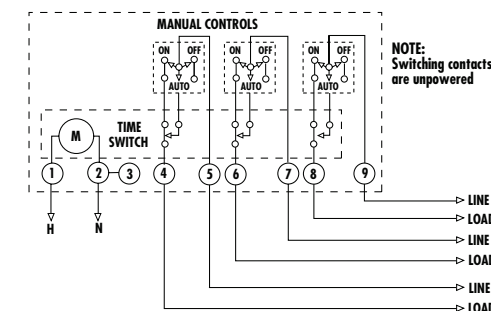 MANUAL CONTROLS
ON OFF
AUTO
ON OFF
AUTO
ON OFF
AUTO
NOTE:
Switching contacts
are unpowered
M
TIME
SWITCH
1 2 3 4 5 6 7 8 9
H N
LINE
LOAD
LINE
LOAD
LINE
LOAD